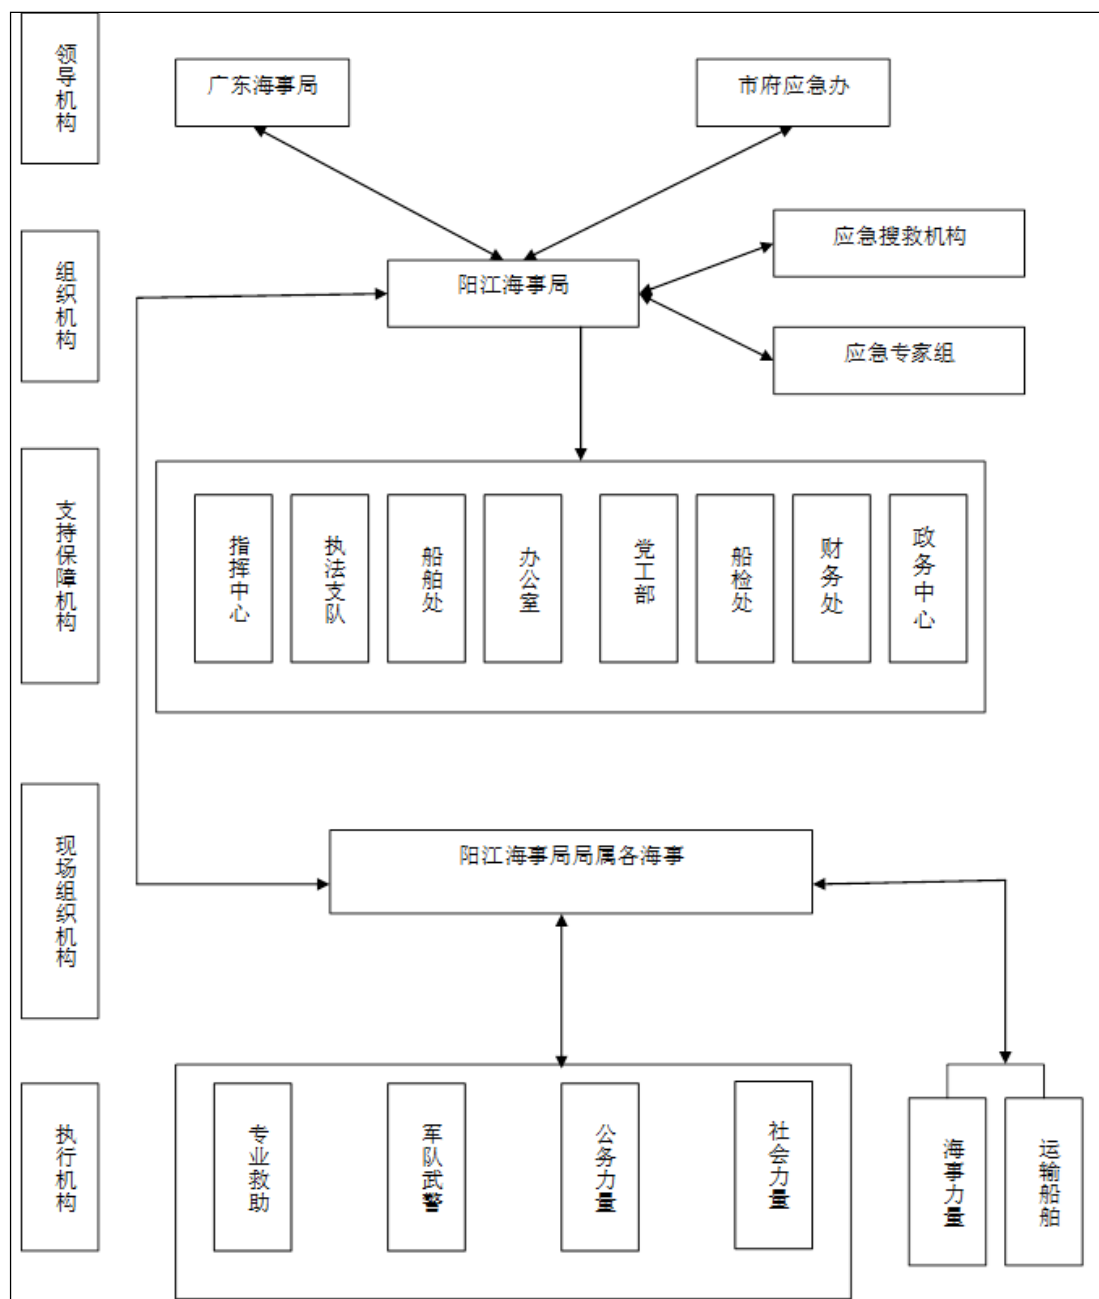 领导机构
广东海事局
市府应急办
组织机构
阳江海事局
应急搜救机构
应急专家组
支持保障机构
指挥中心
执法支队
船舶处
办公室
党工部
船检处
财务处
政务中心
现场组织机构
阳江海事局局属各海事
执行机构
专业救助
军队武警
公务力量
社会力量
海事力量
运输船舶